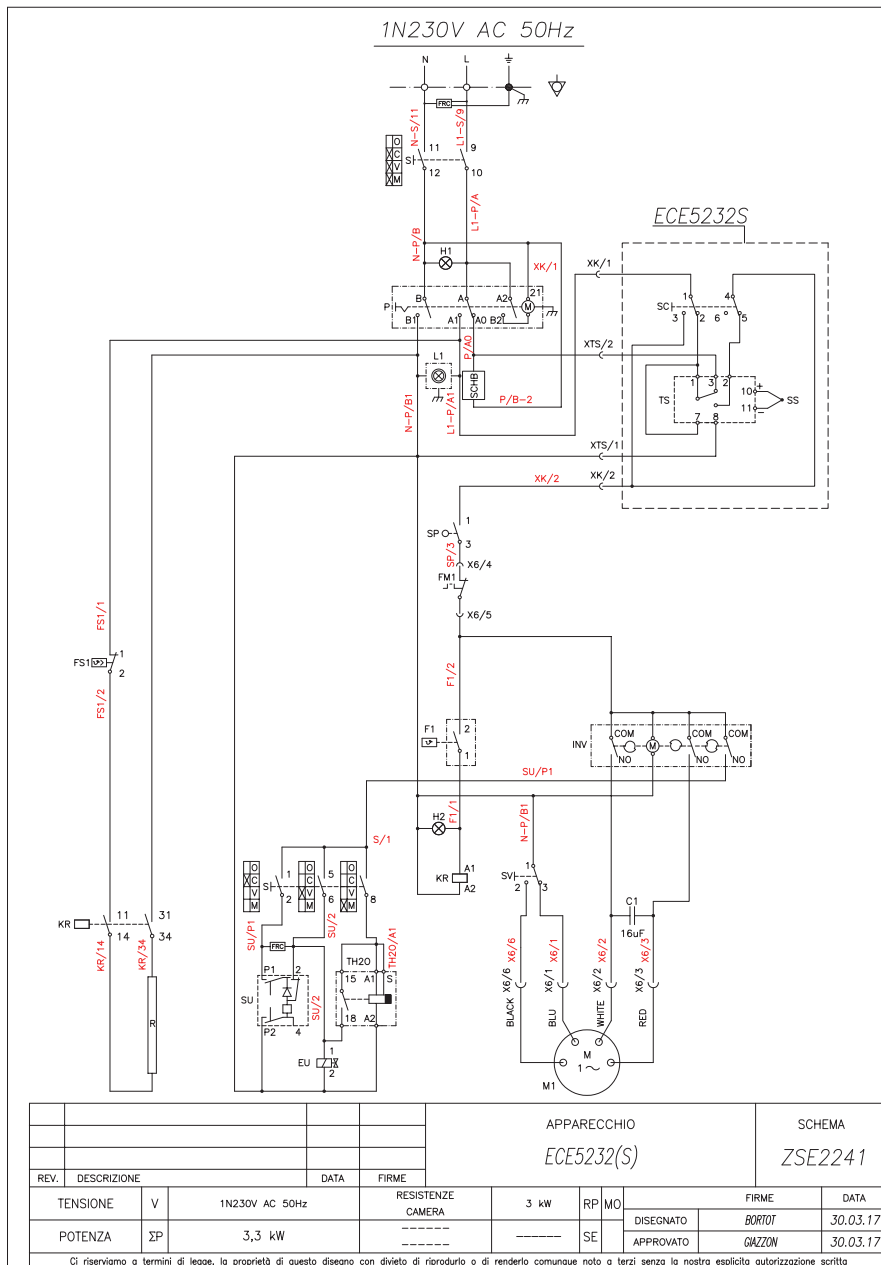 1N230V AC 50Hz
N L
FRC
N-S/11
L1-S/9
O
C
V
M
S
11 9
12 10
N-P/B
L1-P/A
ECE5232S
H1
XK/1
XK/1
P
B A A2 21
M
B1 A1 A0 B2
SC
1 4
3 2 6 5
P/A0
XTS/2
L1
SCHB
P/B-2
N-P/B1
L1-P/A1
TS
1 3 2
10 +
11 -
7 8
SS
XTS/1
XK/2
XK/2
SP
1
3
SP/3
X6/4
FM1
X6/5
FS1/1
FS1
1
2
FS1/2
F1/2
F1
2
1
INV
COM
NO
M
COM
NO
COM
NO
SU/P1
F1/1
H2
N-P/B1
S/1
KR
A1
A2
SV
1
2 3
O
C
V
M
S
1
2
O
C
V
M
5
6
O
C
V
M
8
SU/P1
SU/2
TH20/A1
C1
16uF
KR
11 31
14 34
KR/14
KR/34
FRC
TH20
15 A1 S
18 A2
SU
P1 2
P2 4
SU/2
R
EU
1
2
X6/6
X6/1
X6/2
X6/3
BLACK X6/6
BLU X6/1
WHITE X6/2
RED X6/3
M
1~
M1
APPARECCHIO SCHEMA
ECE5232(S) ZSE2241
REV. DESCRIZIONE DATA FIRME
TENSIONE V 1N230V AC 50Hz RESISTENZE CAMERA 3 kW RP MO FIRME DATA
DISEGNATO BORTOT 30.03.17
POTENZA ΣP 3,3 kW ------ ------ ------ SE
APPROVATO GIAZZON 30.03.17
Ci riserviamo a termini di legge, la proprietà di questo disegno con divieto di riprodurlo o di renderlo comunque noto a terzi senza la nostra esplicita autorizzazione scritta